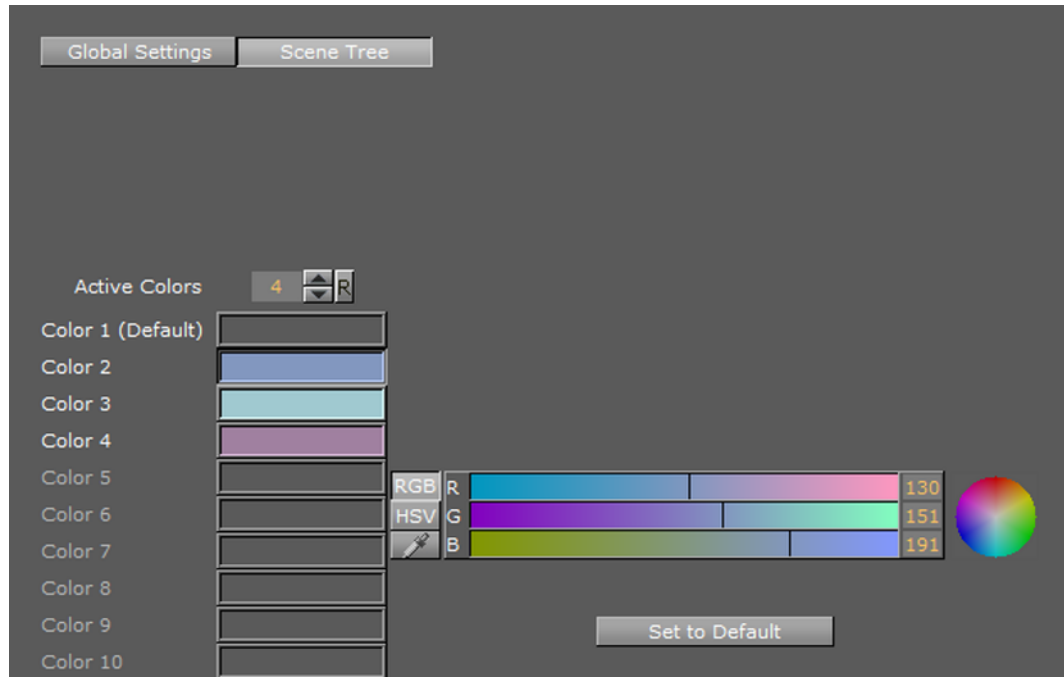 Global Settings Scene Tree
Active Colors 4 R
Color 1 (Default)
Color 2
Color 3
Color 4
Color 5
RGB R 130
Color 6
HSV G 151
Color 7
B 191
Color 8
Color 9
Set to Default
Color 10